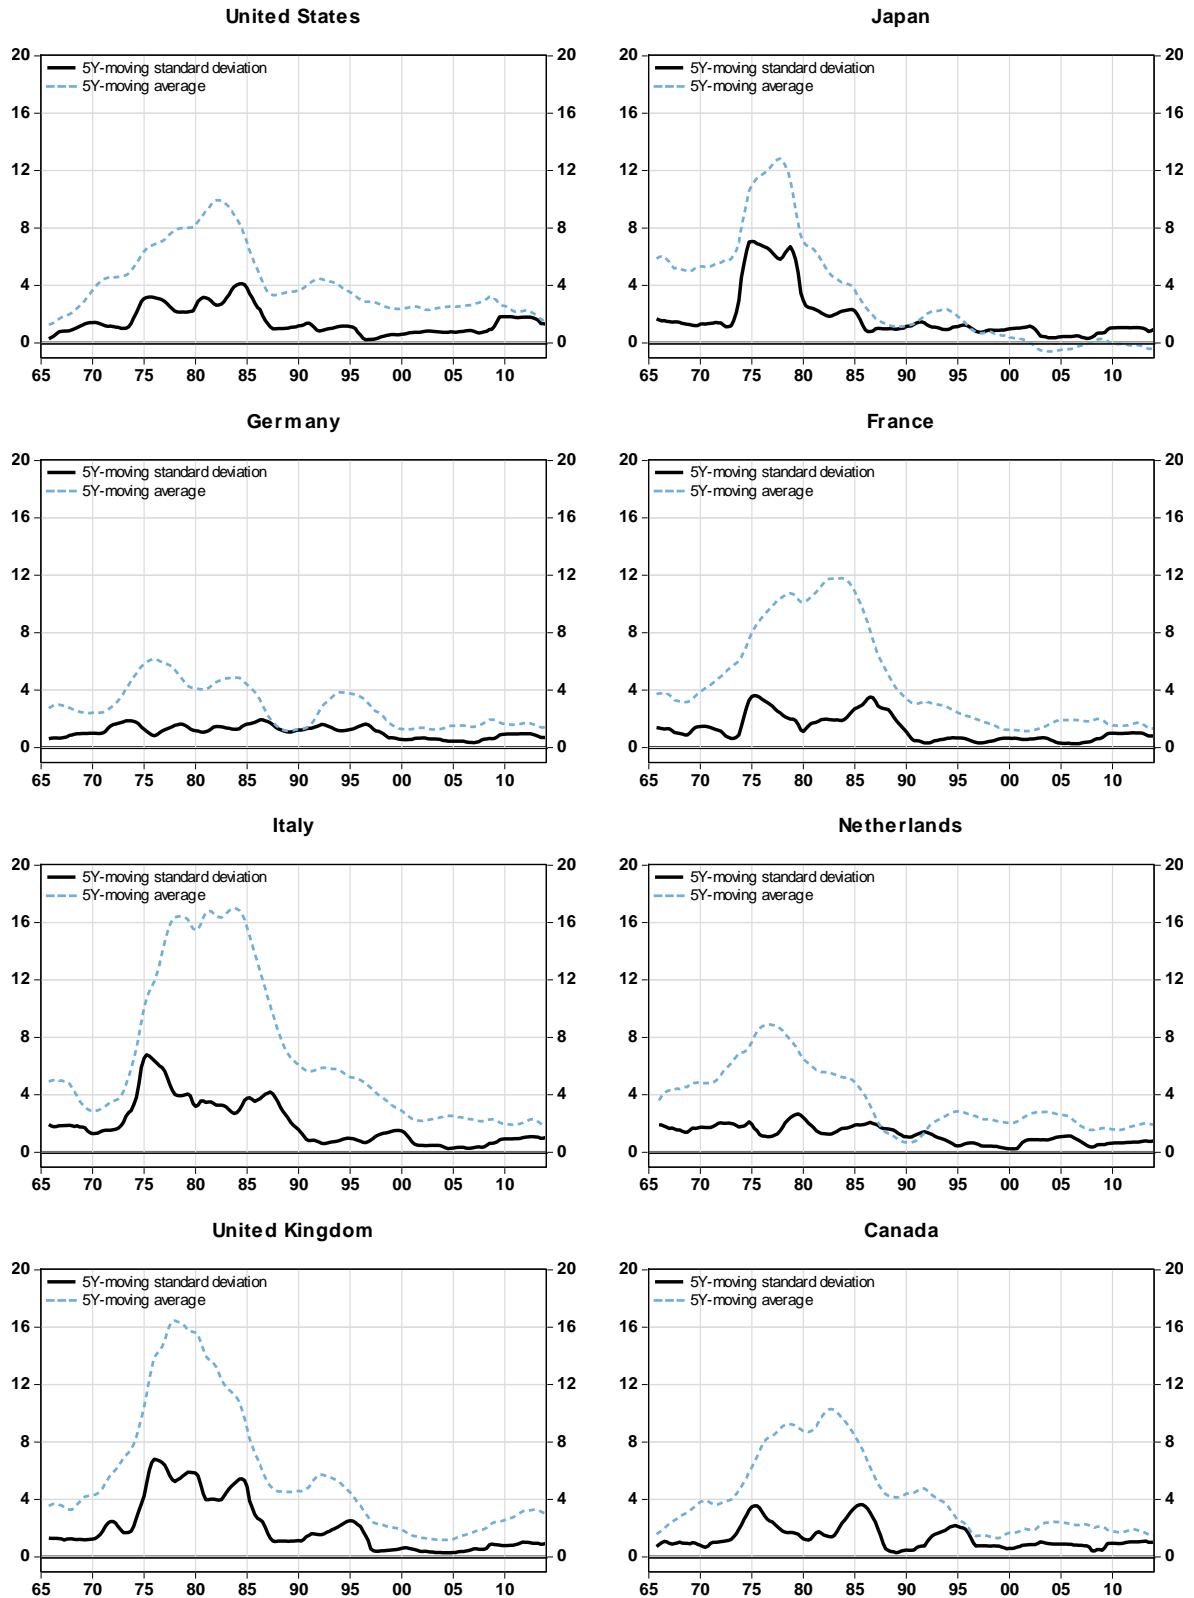 United States
20 20
5Y-moving standard deviation
5Y-moving average
16 16
12 12
8 8
4 4
0 0
65 70 75 80 85 90 95 00 05 10
Japan
20 20
5Y-moving standard deviation
5Y-moving average
16 16
12 12
8 8
4 4
0 0
65 70 75 80 85 90 95 00 05 10
Germany
20 20
5Y-moving standard deviation
5Y-moving average
16 16
12 12
8 8
4 4
0 0
65 70 75 80 85 90 95 00 05 10
France
20 20
5Y-moving standard deviation
5Y-moving average
16 16
12 12
8 8
4 4
0 0
65 70 75 80 85 90 95 00 05 10
Italy
20 20
5Y-moving standard deviation
5Y-moving average
16 16
12 12
8 8
4 4
0 0
65 70 75 80 85 90 95 00 05 10
Netherlands
20 20
5Y-moving standard deviation
5Y-moving average
16 16
12 12
8 8
4 4
0 0
65 70 75 80 85 90 95 00 05 10
United Kingdom
20 20
5Y-moving standard deviation
5Y-moving average
16 16
12 12
8 8
4 4
0 0
65 70 75 80 85 90 95 00 05 10
Canada
20 20
5Y-moving standard deviation
5Y-moving average
16 16
12 12
8 8
4 4
0 0
65 70 75 80 85 90 95 00 05 10